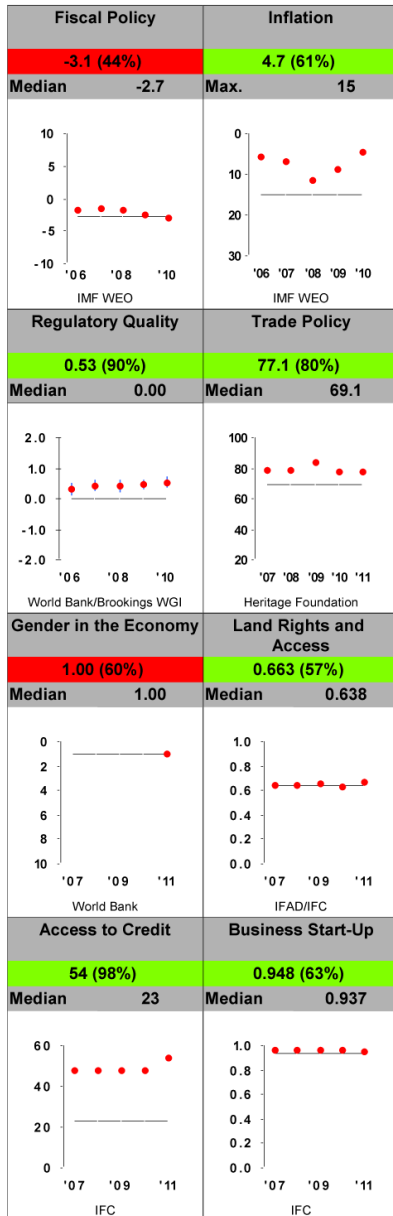 Fiscal Policy
-3.1 (44%)
Median -2.7
10
5
0
-5
-10
'06 '08 '10
IMF WEO
Inflation
4.7 (61%)
Max. 15
0
10
20
30
'06 '07 '08 '09 '10
IMF WEO
Regulatory Quality
0.53 (90%)
Median 0.00
2.0
1.0
0.0
-1.0
-2.0
'06 '08 '10
World Bank/Brookings WGI
Trade Policy
77.1 (80%)
Median 69.1
100
80
60
40
20
'07 '08 '09 '10 '11
Heritage Foundation
Gender in the Economy
1.00 (60%)
Median 1.00
0
2
4
6
8
10
'07 '09 '11
World Bank
Land Rights and
Access
0.663 (57%)
Median 0.638
1.0
0.8
0.6
0.4
0.2
0.0
'07 '09 '11
IFAD/IFC
Access to Credit
54 (98%)
Median 23
60
40
20
0
'07 '09 '11
IFC
Business Start-Up
0.948 (63%)
Median 0.937
1.0
0.8
0.6
0.4
0.2
0.0
'07 '09 '11
IFC